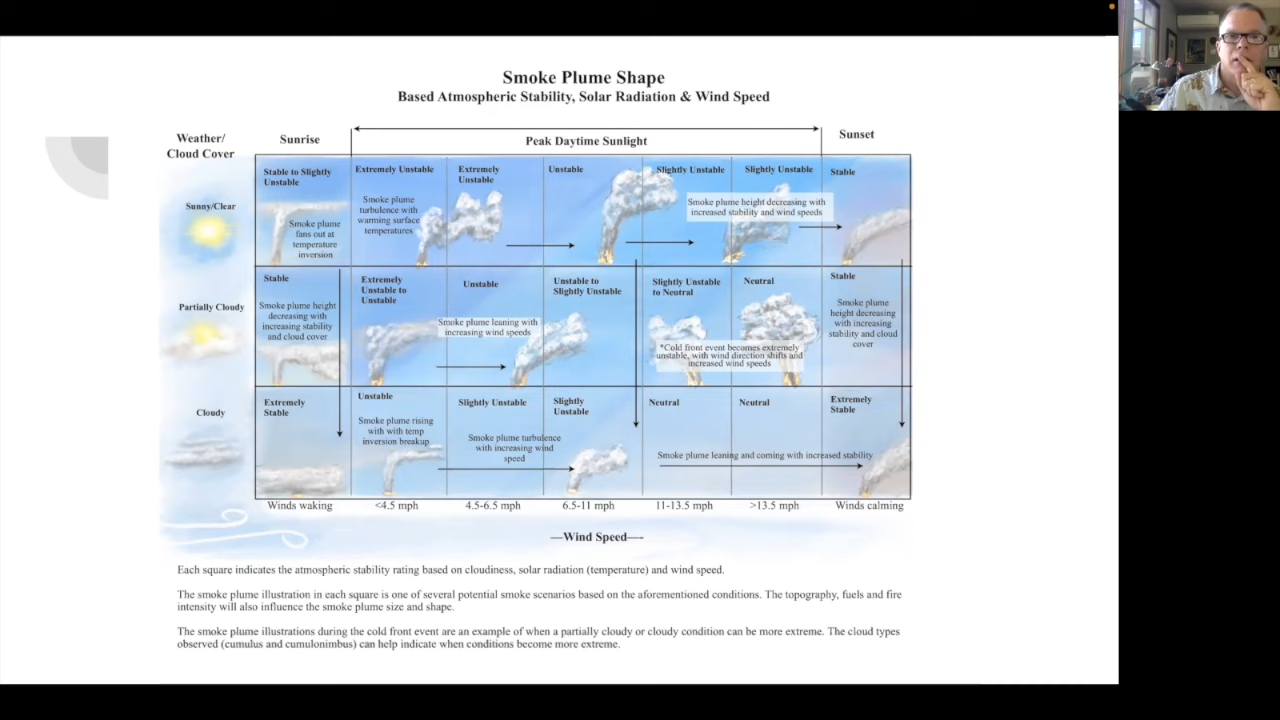 Smoke Plume Shape
Based Atmospheric Stability, Solar Radiation & Wind Speed
Weather/
Cloud Cover
Sunrise
Peak Daytime Sunlight
Sunset
Sunny/Clear
Stable to Slightly
Unstable
Smoke plume
fans out at
temperature
inversion
Extremely Unstable
Smoke plume
turbulence with
warming surface
temperatures
Extremely
Unstable
Unstable
Slightly Unstable
Slightly Unstable
Smoke plume height decreasing with
increased stability and wind speeds
Stable
Partially Cloudy
Stable
Smoke plume height
decreasing with
increasing stability
and cloud cover
Extremely
Unstable to
Unstable
Unstable
Smoke plume leaning with
increasing wind speeds
Unstable to
Slightly Unstable
Slightly Unstable
to Neutral
Neutral
*Cold front event becomes extremely
unstable, with wind direction shifts and
increased wind speeds
Stable
Smoke plume
height decreasing
with increasing
stability and cloud
cover
Cloudy
Extremely
Stable
Unstable
Smoke plume rising
with with temp
inversion breakup
Slightly Unstable
Smoke plume turbulence
with increasing wind
speed
Slightly
Unstable
Neutral
Neutral
Smoke plume leaning and coming with increased stability
Extremely
Stable
Winds waking
<4.5 mph
4.5-6.5 mph
6.5-11 mph
11-13.5 mph
>13.5 mph
Winds calming
—Wind Speed—
Each square indicates the atmospheric stability rating based on cloudiness, solar radiation (temperature) and wind speed.
The smoke plume illustration in each square is one of several potential smoke scenarios based on the aforementioned conditions. The topography, fuels and fire
intensity will also influence the smoke plume size and shape.
The smoke plume illustrations during the cold front event are an example of when a partially cloudy or cloudy condition can be more extreme. The cloud types
observed (cumulus and cumulonimbus) can help indicate when conditions become more extreme.